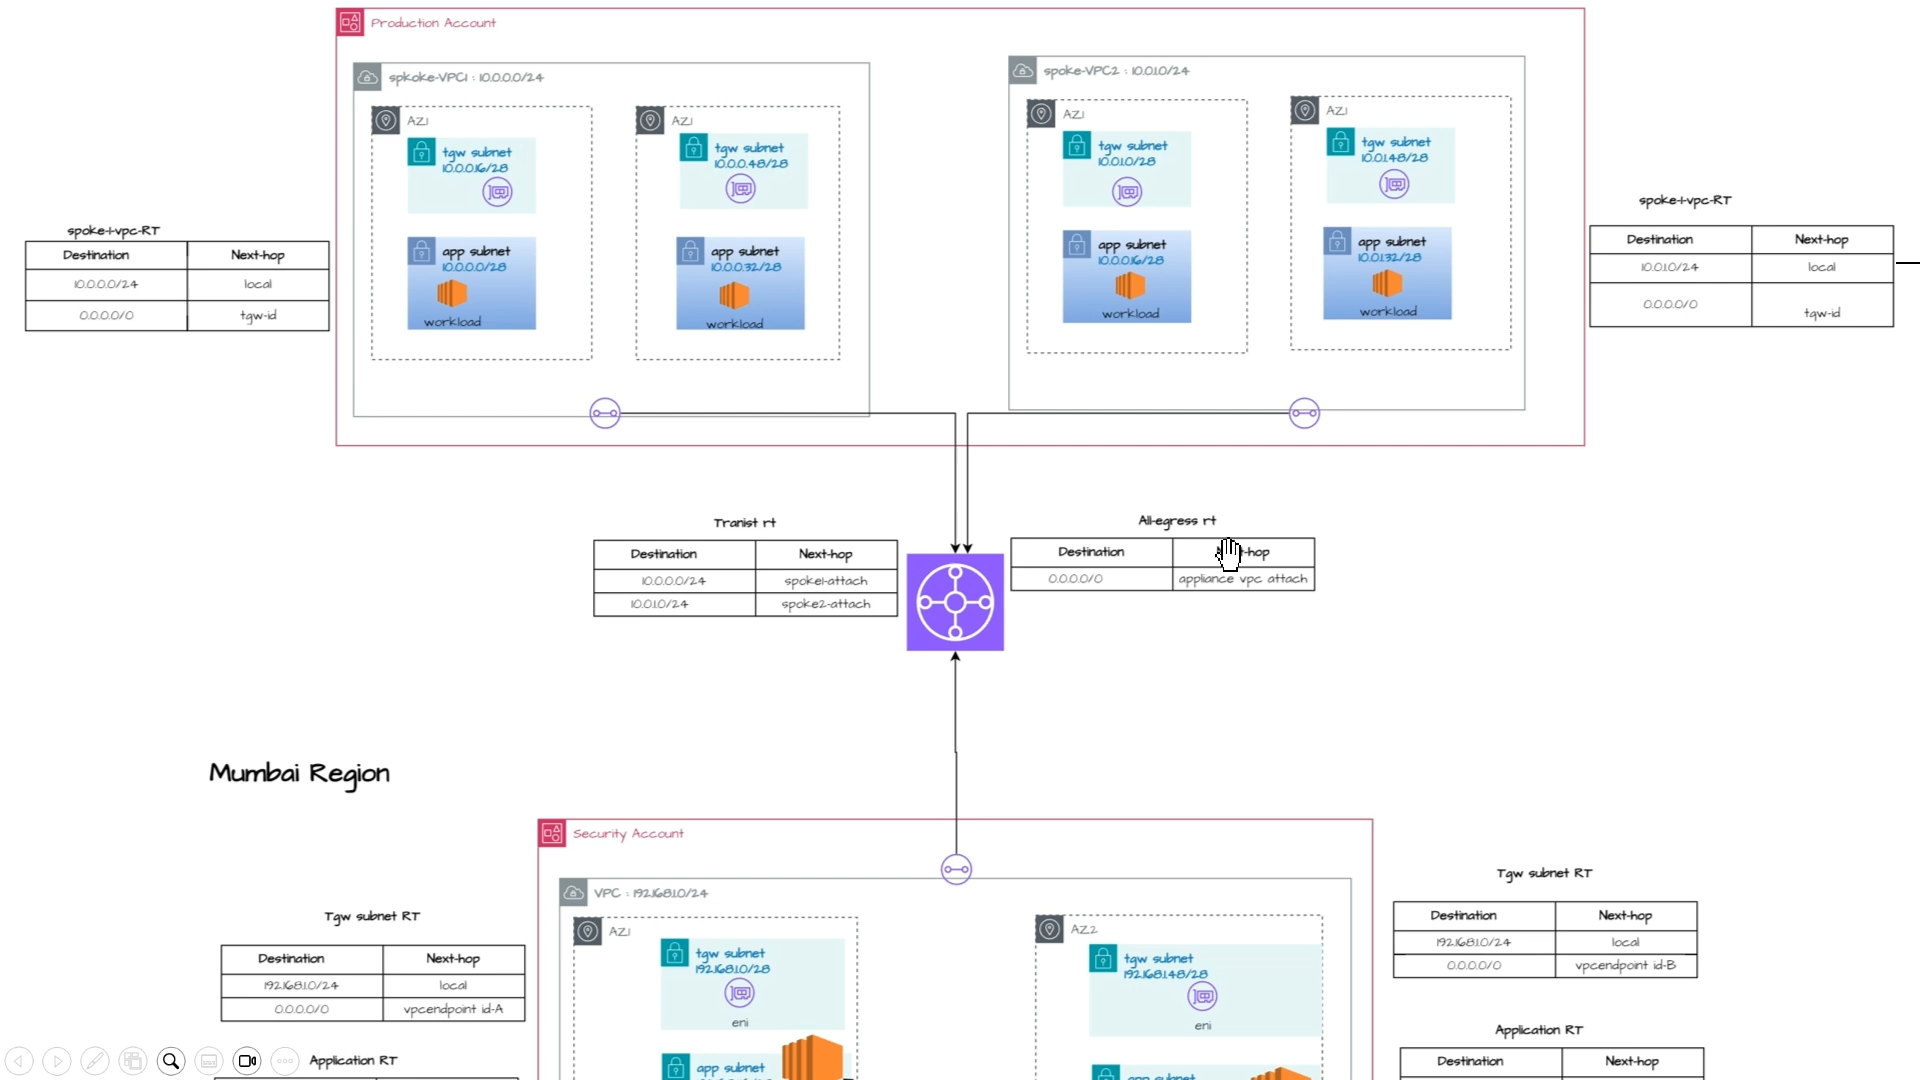 Production Account
spkoke-VPC1 : 10.0.0.0/24
spoke-VPC2 : 10.0.1.0/24
AZ1
AZ1
AZ1
AZ1
tgw subnet
10.0.0.16/28
tgw subnet
10.0.0.48/28
tgw subnet
10.0.1.0/28
tgw subnet
10.0.1.48/28
app subnet
10.0.0.0/28
workload
app subnet
10.0.0.32/28
workload
app subnet
10.0.0.16/28
workload
app subnet
10.0.1.32/28
workload
spoke-1-vpc-RT
Destination Next-hop
10.0.0.0/24 local
0.0.0.0/0 tgw-id
spoke-1-vpc-RT
Destination Next-hop
10.0.1.0/24 local
0.0.0.0/0 tgw-id
Tranist rt
Destination Next-hop
10.0.0.0/24 spoke1-attach
10.0.1.0/24 spoke2-attach
All-egress rt
Destination -hop
0.0.0.0/0 appliance vpc attach
Mumbai Region
Security Account
VPC : 192.168.1.0/24
AZ1
AZ2
tgw subnet
192.168.1.0/28
eni
tgw subnet
192.168.1.48/28
eni
app subnet
app subnet
Tgw subnet RT
Destination Next-hop
192.168.1.0/24 local
0.0.0.0/0 vpcendpoint id-A
Application RT
Tgw subnet RT
Destination Next-hop
192.168.1.0/24 local
0.0.0.0/0 vpcendpoint id-B
Application RT
Destination Next-hop